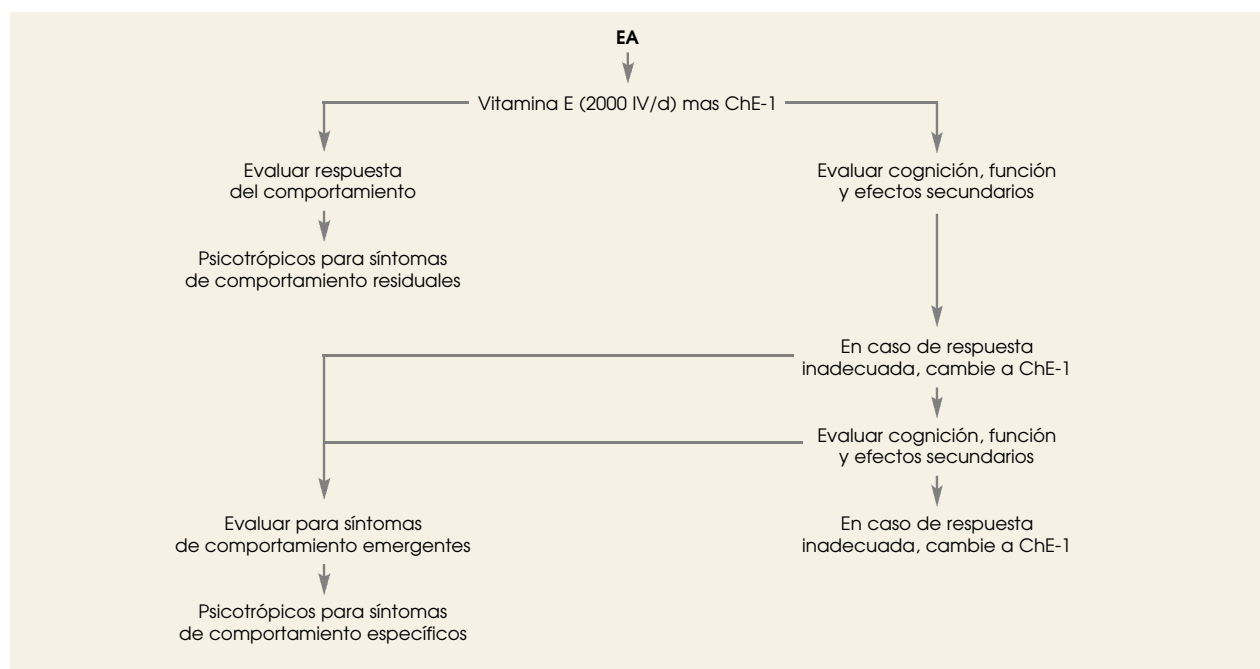 EA
Vitamina E (2000 IV/d) mas ChE-1
Evaluar respuesta
del comportamiento
Psicotrópicos para síntomas
de comportamiento residuales
Evaluar cognición, función
y efectos secundarios
En caso de respuesta
inadecuada, cambie a ChE-1
Evaluar cognición, función
y efectos secundarios
En caso de respuesta
inadecuada, cambie a ChE-1
Evaluar para síntomas
de comportamiento emergentes
Psicotrópicos para síntomas
de comportamiento específicos